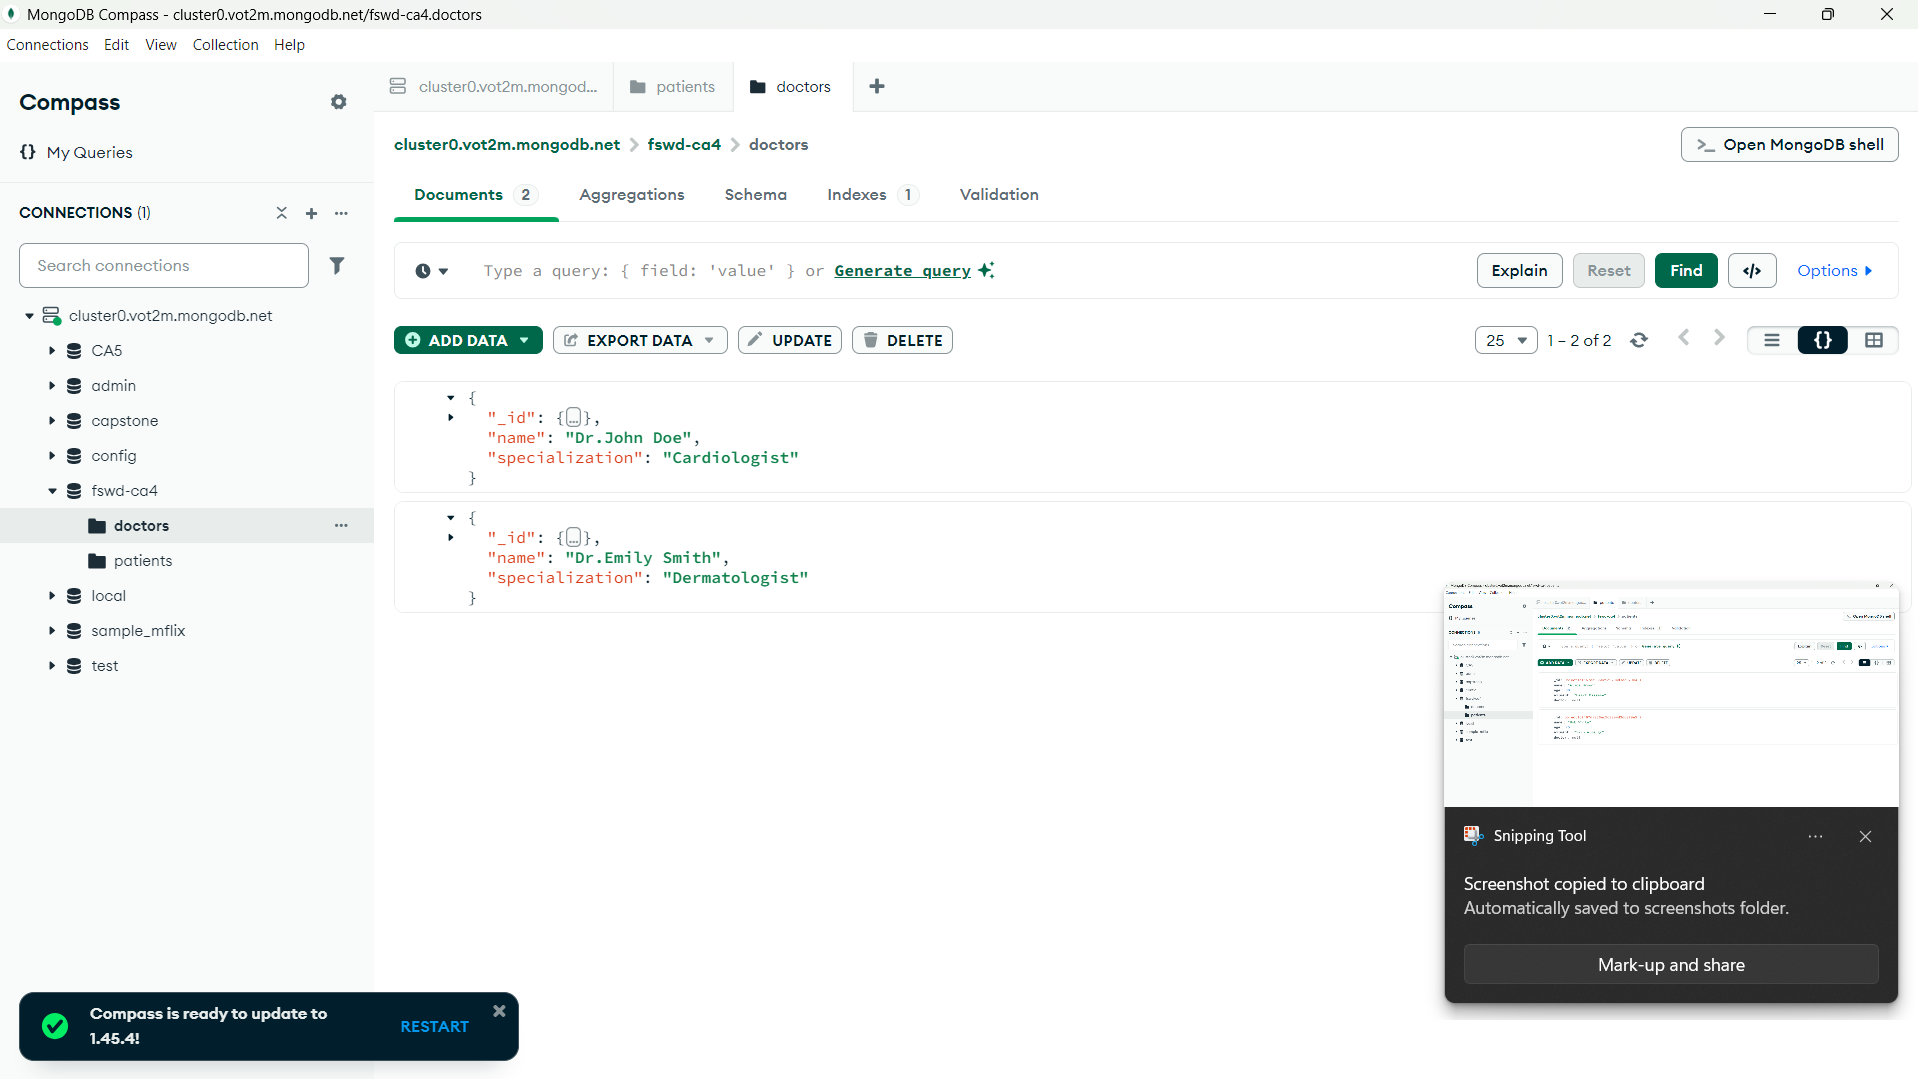 MongoDB Compass - cluster0.vot2m.mongodb.net/fswd-ca4.doctors
Connections Edit View Collection Help
Compass
My Queries
CONNECTIONS (1)
Search connections
cluster0.vot2m.mongodb.net
CA5
admin
capstone
config
fswd-ca4
doctors
patients
local
sample_mflix
test
cluster0.vot2m.mongod... patients doctors
cluster0.vot2m.mongodb.net > fswd-ca4 > doctors
>_ Open MongoDB shell
Documents 2 Aggregations Schema Indexes 1 Validation
Type a query: { field: 'value' } or Generate query
Explain Reset Find </> Options
ADD DATA EXPORT DATA UPDATE DELETE
25 1 – 2 of 2 {}
{
"_id": {…},
"name": "Dr.John Doe",
"specialization": "Cardiologist"
}
{
"_id": {…},
"name": "Dr.Emily Smith",
"specialization": "Dermatologist"
}
Snipping Tool
Screenshot copied to clipboard
Automatically saved to screenshots folder.
Mark-up and share
Compass is ready to update to
1.45.4!
RESTART